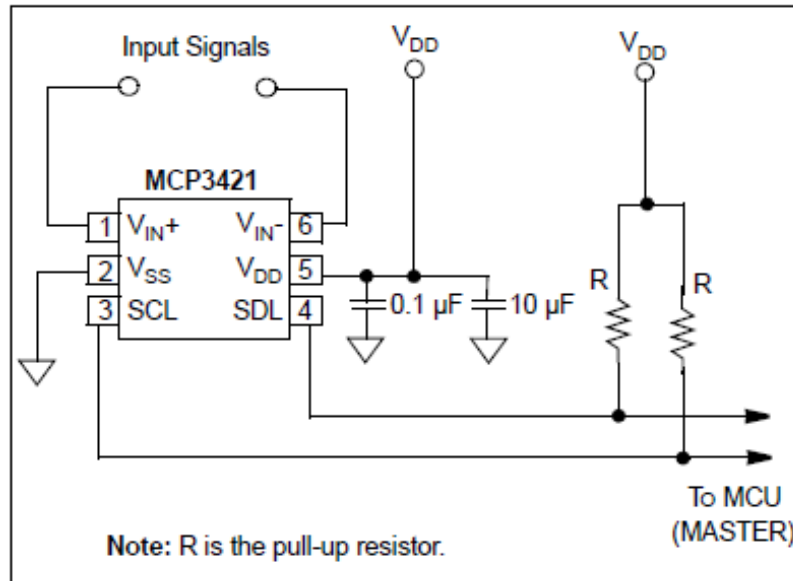 Input Signals
VDD
VDD
MCP3421
1 VIN+ VIN- 6
2 VSS VDD 5
3 SCL SDL 4
0.1 µF
10 µF
R
R
To MCU
(MASTER)
Note: R is the pull-up resistor.